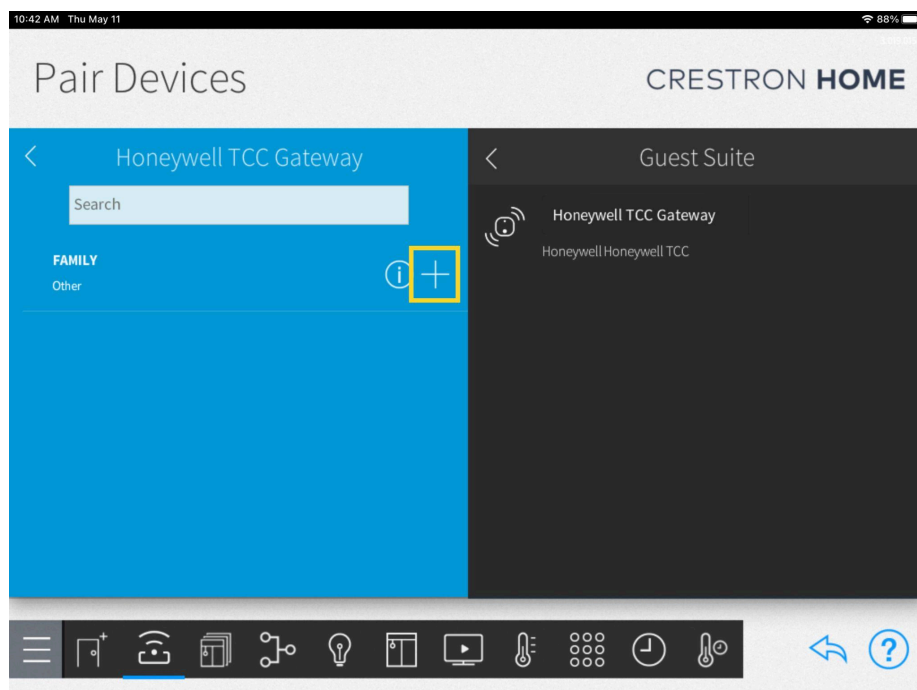 10:42 AM Thu May 11
88%
Pair Devices
CRESTRON HOME
Honeywell TCC Gateway
Search
FAMILY
Other
i
Guest Suite
Honeywell TCC Gateway
Honeywell Honeywell TCC
?